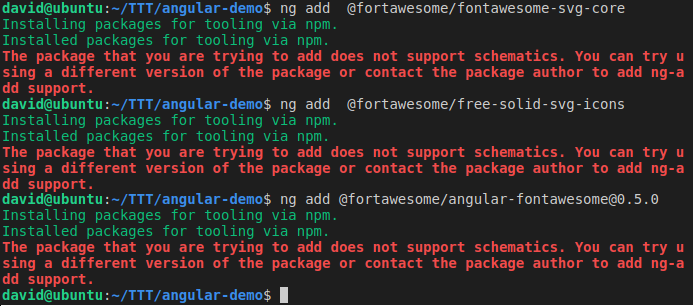 david@ubuntu:~/TTT/angular-demo$ ng add  @fortawesome/fontawesome-svg-core
Installing packages for tooling via npm.
Installed packages for tooling via npm.
The package that you are trying to add does not support schematics. You can try u
sing a different version of the package or contact the package author to add ng-a
dd support.
david@ubuntu:~/TTT/angular-demo$ ng add  @fortawesome/free-solid-svg-icons
Installing packages for tooling via npm.
Installed packages for tooling via npm.
The package that you are trying to add does not support schematics. You can try u
sing a different version of the package or contact the package author to add ng-a
dd support.
david@ubuntu:~/TTT/angular-demo$ ng add @fortawesome/angular-fontawesome@0.5.0
Installing packages for tooling via npm.
Installed packages for tooling via npm.
The package that you are trying to add does not support schematics. You can try u
sing a different version of the package or contact the package author to add ng-a
dd support.
david@ubuntu:~/TTT/angular-demo$